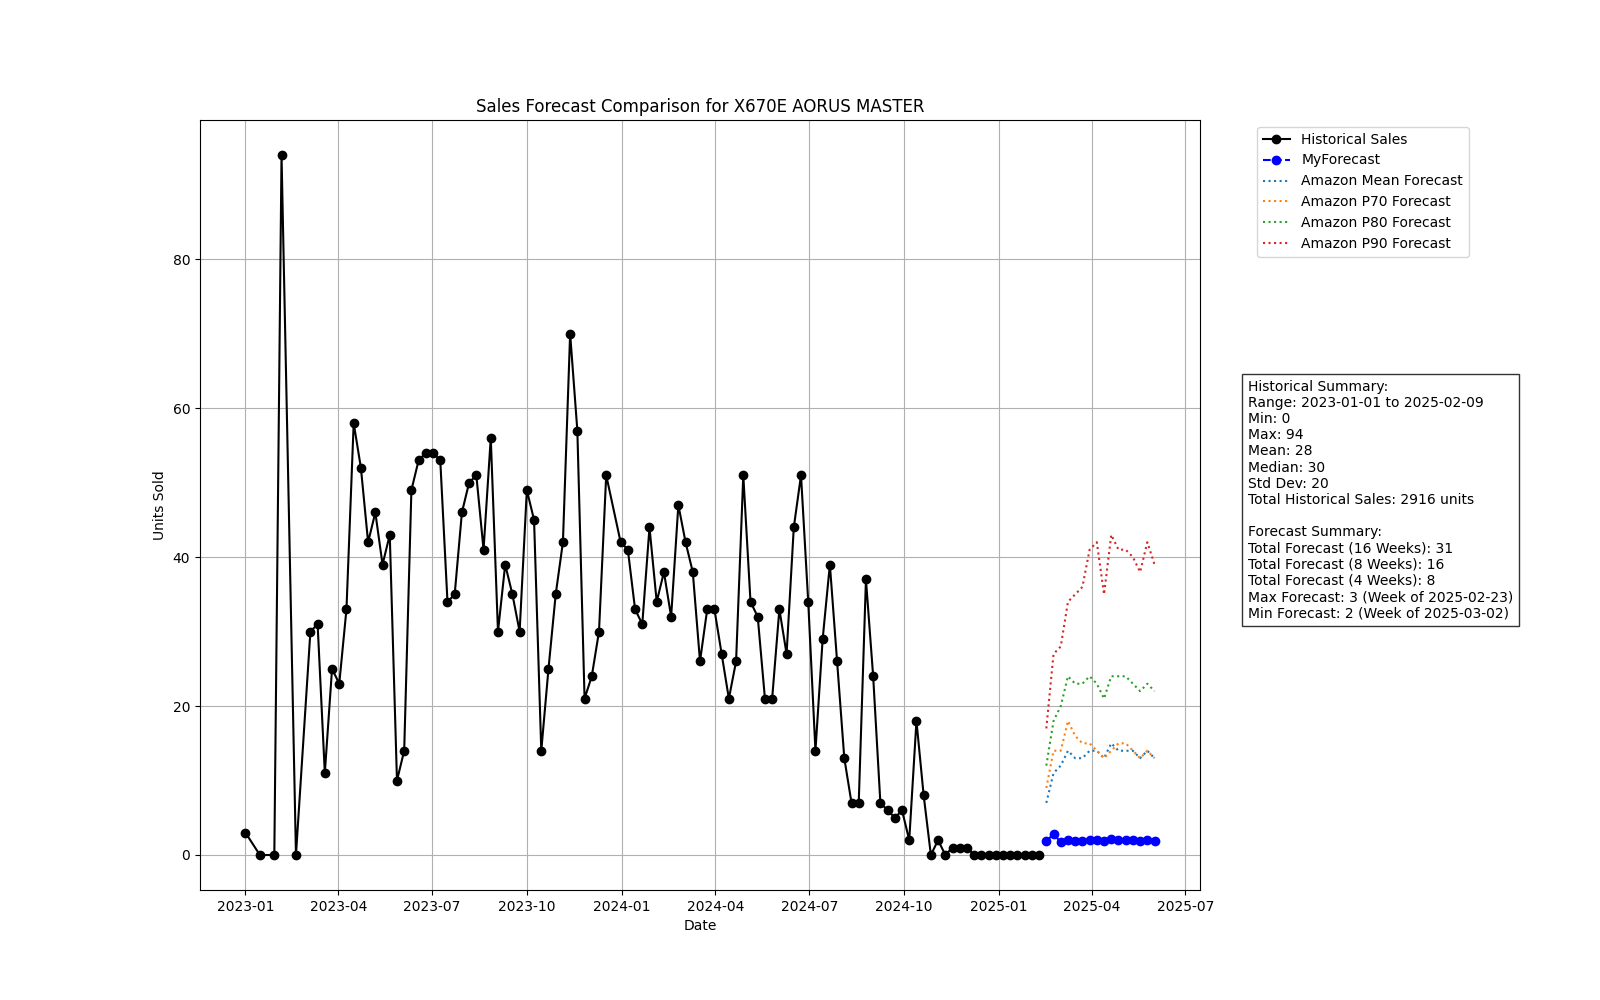 Sales Forecast Comparison for X670E AORUS MASTER
Historical Sales
MyForecast
Amazon Mean Forecast
Amazon P70 Forecast
Amazon P80 Forecast
Amazon P90 Forecast
Units Sold
80
60
40
20
0
2023-01
2023-04
2023-07
2023-10
2024-01
2024-04
2024-07
2024-10
2025-01
2025-04
2025-07
Date
Historical Summary:
Range: 2023-01-01 to 2025-02-09
Min: 0
Max: 94
Mean: 28
Median: 30
Std Dev: 20
Total Historical Sales: 2916 units
Forecast Summary:
Total Forecast (16 Weeks): 31
Total Forecast (8 Weeks): 16
Total Forecast (4 Weeks): 8
Max Forecast: 3 (Week of 2025-02-23)
Min Forecast: 2 (Week of 2025-03-02)